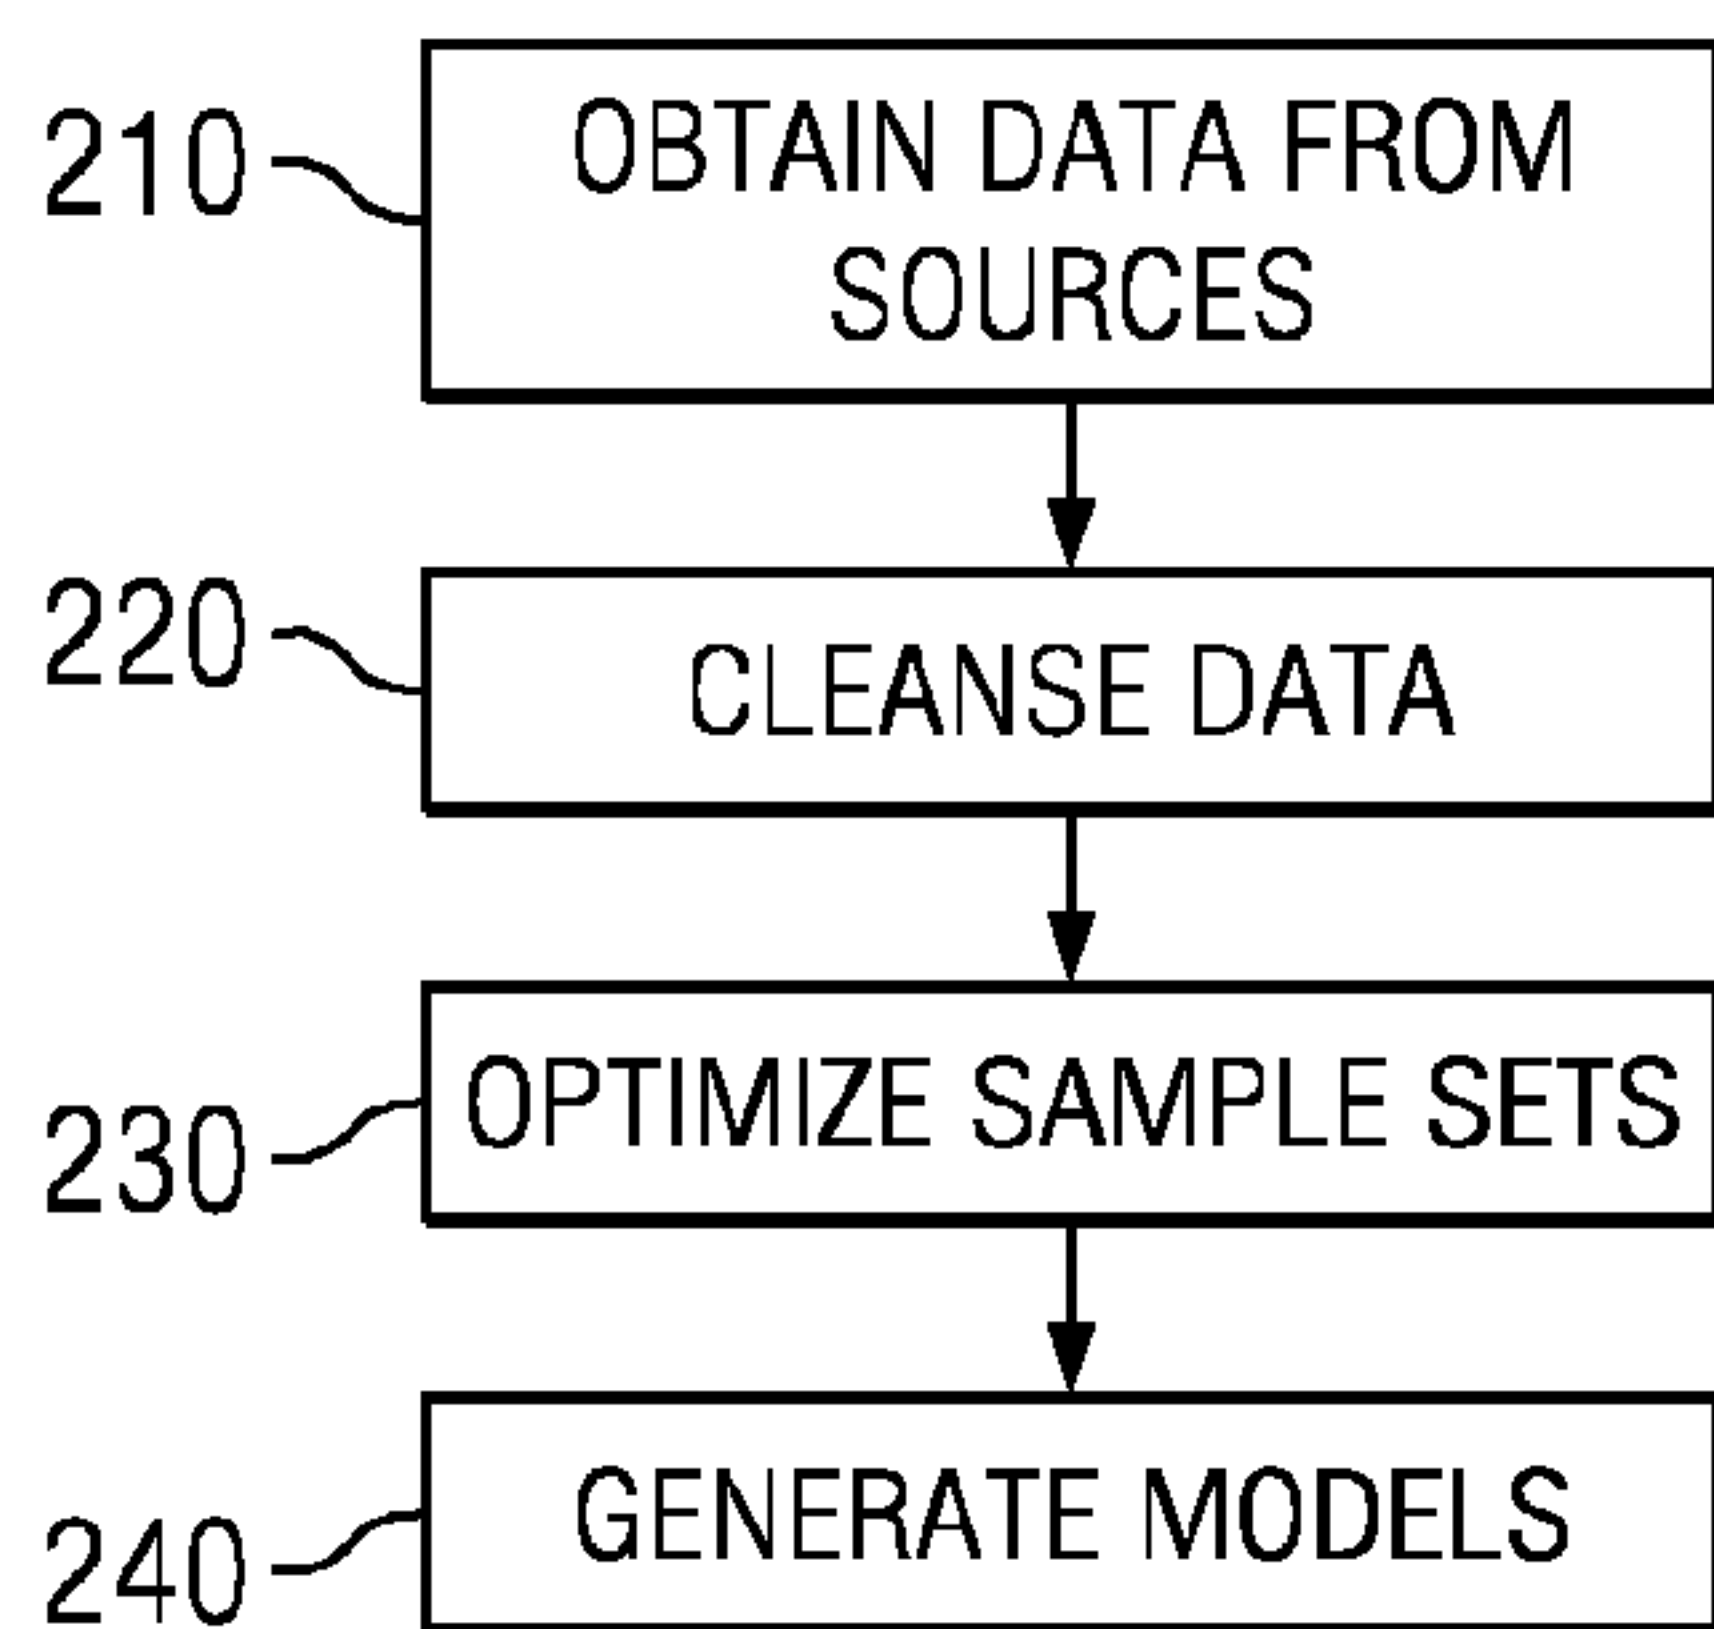 210
OBTAIN DATA FROM
SOURCES
220
CLEANSE DATA
230
OPTIMIZE SAMPLE SETS
240
GENERATE MODELS